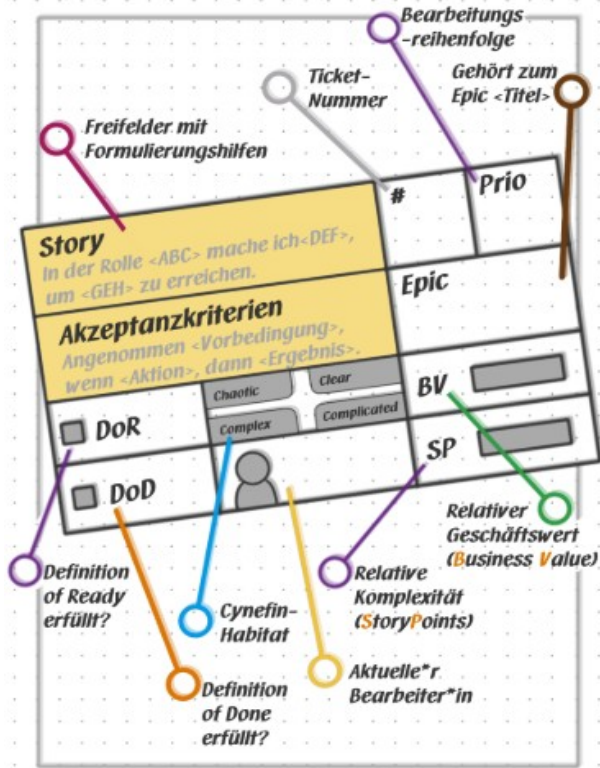 Bearbeitungs
-reihenfolge
Ticket-
Nummer
Gehört zum
Epic <Titel>
Freifelder mit
Formulierungshilfen
#
Prio
Story
In der Rolle <ABC> mache ich<DEF>,
um <GEH> zu erreichen.
Epic
Akzeptanzkriterien
Angenommen <Vorbedingung>,
wenn <Aktion>, dann <Ergebnis>.
Chaotic
Clear
BV
DoR
Complex
Complicated
SP
DoD
Relativer
Geschäftswert
(Business Value)
Definition
of Ready
erfüllt?
Relative
Komplexität
(StoryPoints)
Cynefin-
Habitat
Aktuelle*r
Bearbeiter*in
Definition
of Done
erfüllt?